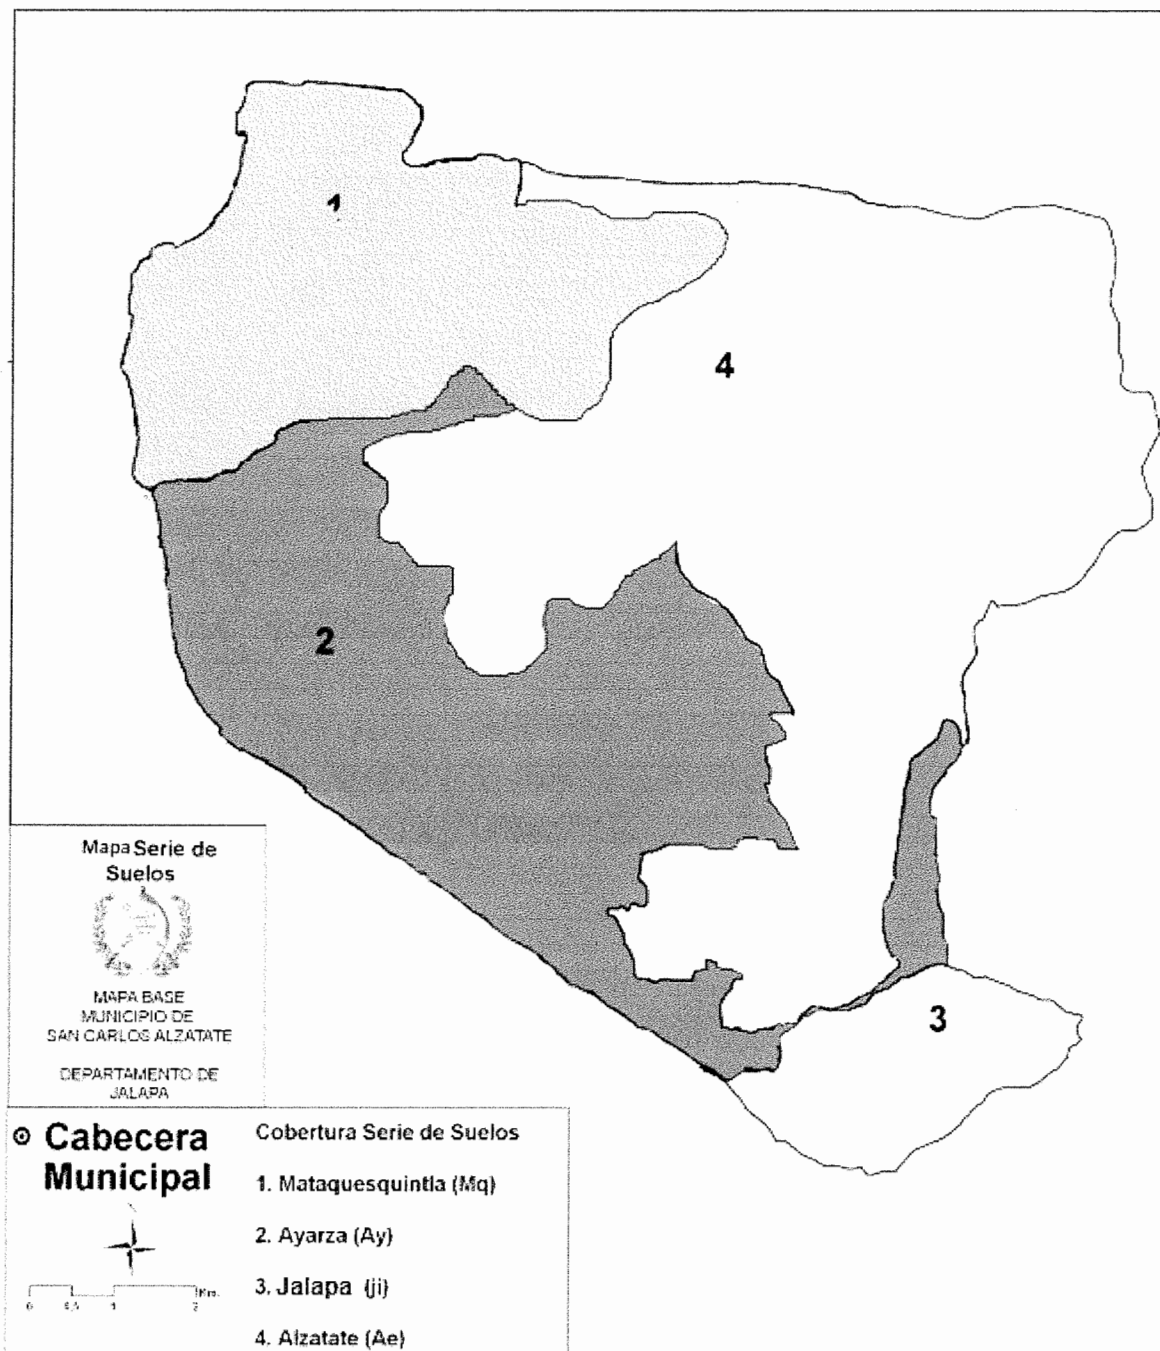 1
4
2
3
Mapa Serie de
Suelos
MAPA BASE
MUNICIPIO DE
SAN CARLOS ALZATATE
DEPARTAMENTO DE
JALAPA
Cabecera
Municipal
0 0,5 1 2 Km.
Cobertura Serie de Suelos
1. Mataquesquintla (Mq)
2. Ayarza (Ay)
3. Jalapa (ji)
4. Alzatate (Ae)